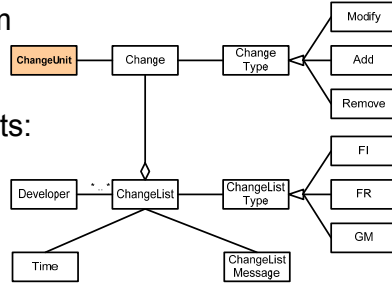 m
Modify
ChangeUnit
Change
Change
Type
Add
Remove
ts:
FI
Developer
* .. *
ChangeList
ChangeList
Type
FR
GM
Time
ChangeList
Message